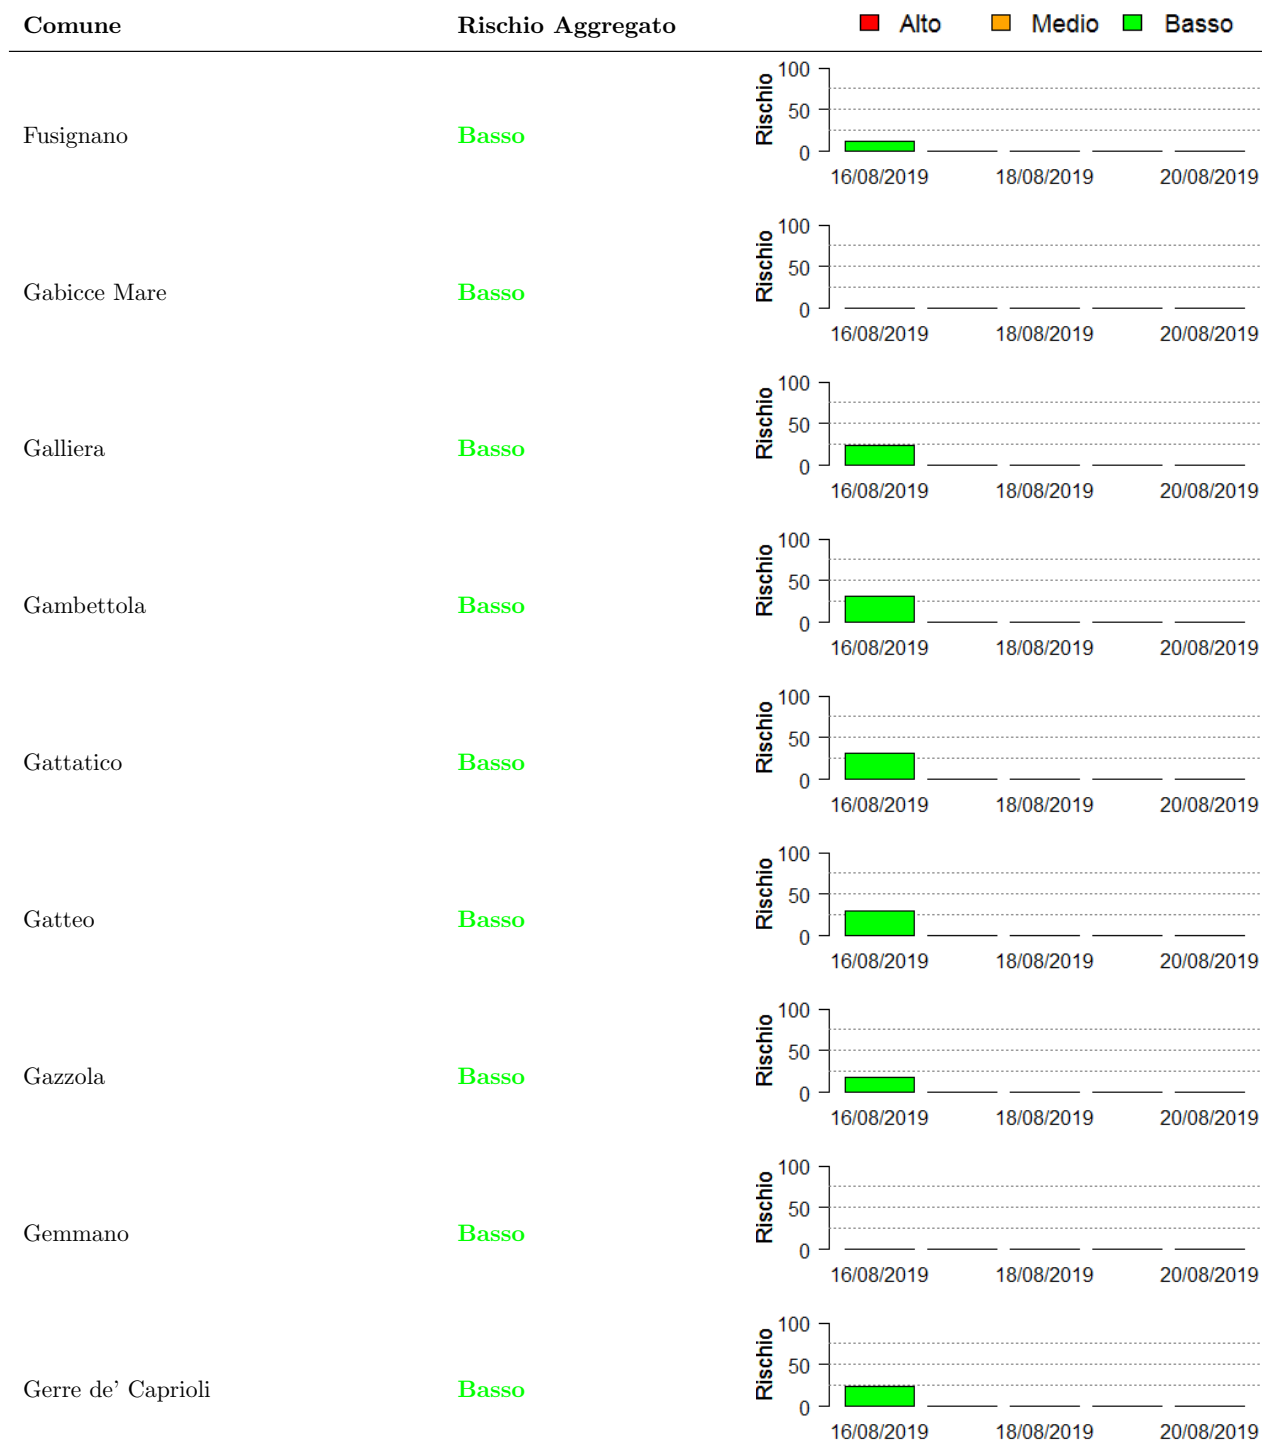 Comune Rischio Aggregato Alto Medio Basso
Fusignano Basso
Rischio
100
50
0
16/08/2019 18/08/2019 20/08/2019
Gabicce Mare Basso
Rischio
100
50
0
16/08/2019 18/08/2019 20/08/2019
Galliera Basso
Rischio
100
50
0
16/08/2019 18/08/2019 20/08/2019
Gambettola Basso
Rischio
100
50
0
16/08/2019 18/08/2019 20/08/2019
Gattatico Basso
Rischio
100
50
0
16/08/2019 18/08/2019 20/08/2019
Gatteo Basso
Rischio
100
50
0
16/08/2019 18/08/2019 20/08/2019
Gazzola Basso
Rischio
100
50
0
16/08/2019 18/08/2019 20/08/2019
Gemmano Basso
Rischio
100
50
0
16/08/2019 18/08/2019 20/08/2019
Gerre de' Caprioli Basso
Rischio
100
50
0
16/08/2019 18/08/2019 20/08/2019